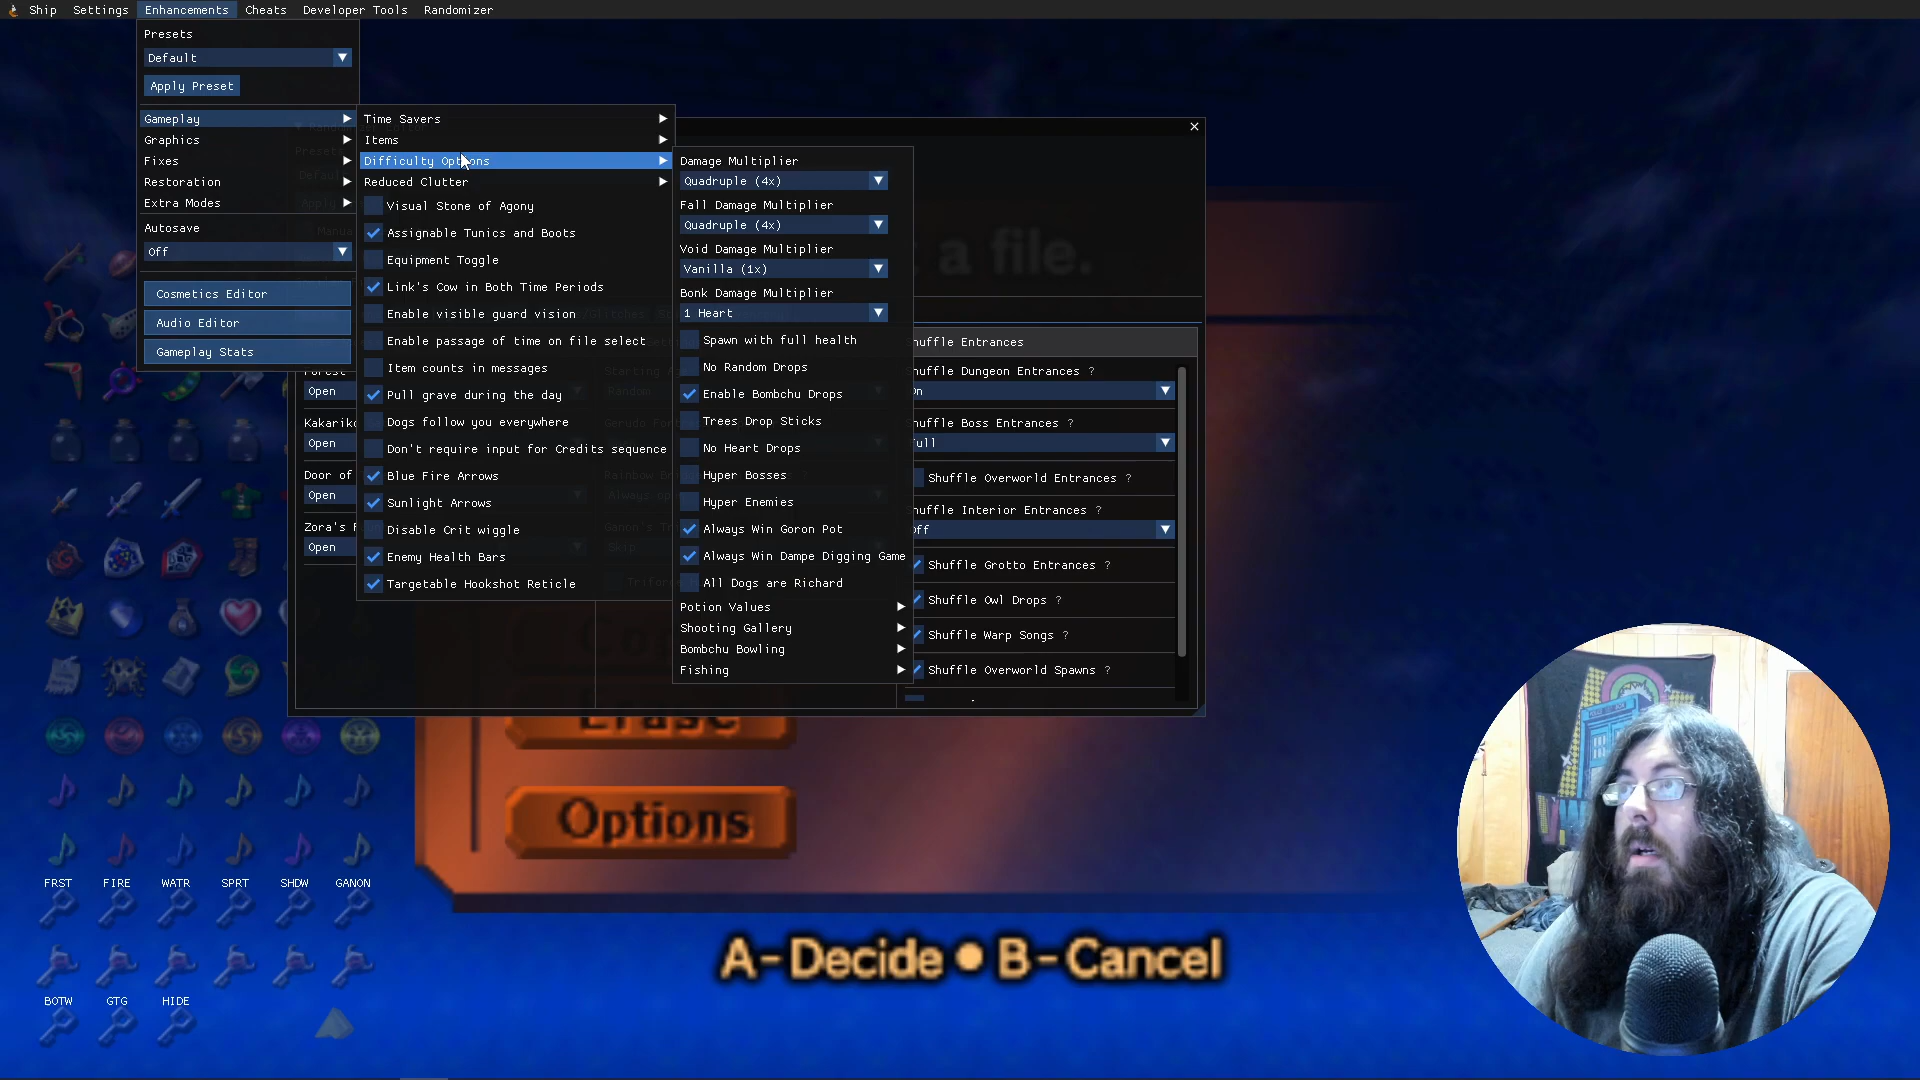 Ship Settings Enhancements Cheats Developer Tools Randomizer
Presets
Default
Apply Preset
Gameplay
Graphics
Fixes
Restoration
Extra Modes
Autosave
Off
Cosmetics Editor
Audio Editor
Gameplay Stats
Time Savers
Items
Difficulty Options
Reduced Clutter
Visual Stone of Agony
Assignable Tunics and Boots
Equipment Toggle
Link's Cow in Both Time Periods
Enable visible guard vision
Enable passage of time on file select
Item counts in messages
Pull grave during the day
Dogs follow you everywhere
Don't require input for Credits sequence
Blue Fire Arrows
Sunlight Arrows
Disable Crit wiggle
Enemy Health Bars
Targetable Hookshot Reticle
Damage Multiplier
Quadruple (4x)
Fall Damage Multiplier
Quadruple (4x)
Void Damage Multiplier
Vanilla (1x)
Bonk Damage Multiplier
1 Heart
Spawn with full health
No Random Drops
Enable Bombchu Drops
Trees Drop Sticks
No Heart Drops
Hyper Bosses
Hyper Enemies
Always Win Goron Pot
Always Win Dampe Digging Game
All Dogs are Richard
Potion Values
Shooting Gallery
Bombchu Bowling
Fishing
a file.
Open
Kakariko
Open
Door of
Open
Zora's F
Open
Entrances
Shuffle Dungeon Entrances ?
On
Shuffle Boss Entrances ?
Full
Shuffle Overworld Entrances ?
Shuffle Interior Entrances ?
Off
Shuffle Grotto Entrances ?
Shuffle Owl Drops ?
Shuffle Warp Songs ?
Shuffle Overworld Spawns ?
Erase
Options
A-Decide ● B-Cancel
FRST FIRE WATR SPRT SHDW GANON
BOTW GTG HIDE